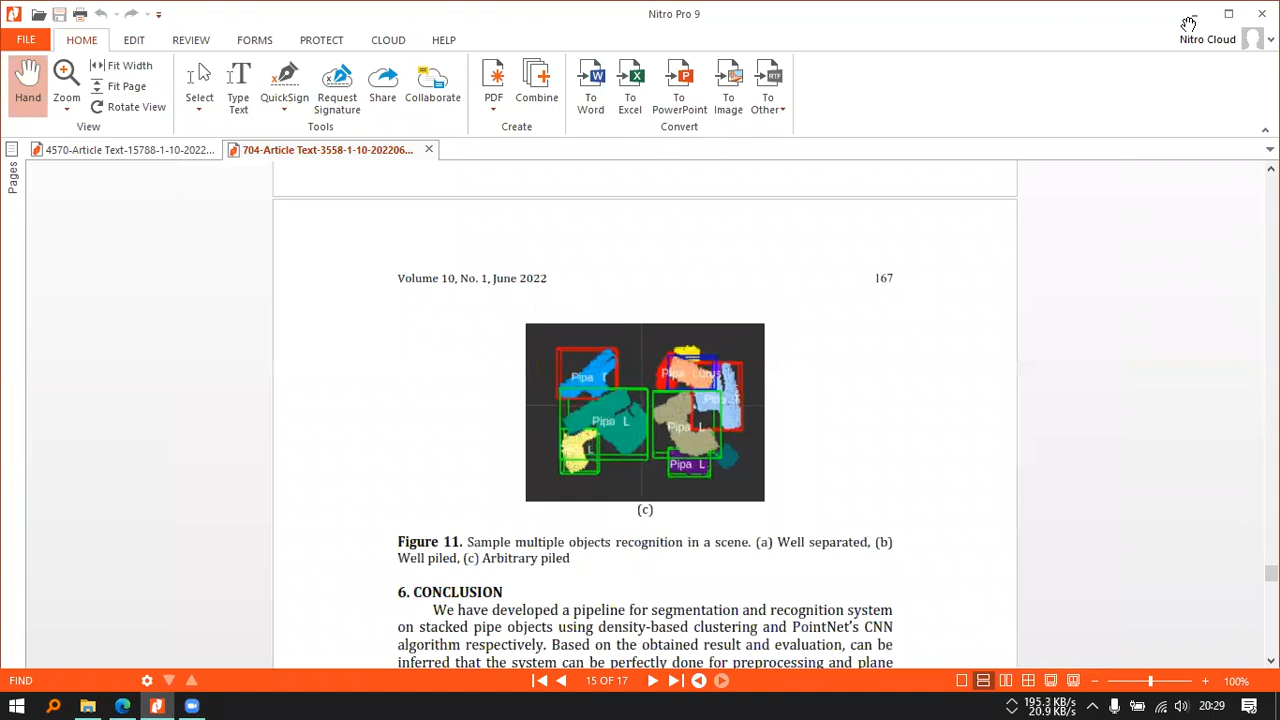 Nitro Pro 9
FILE HOME EDIT REVIEW FORMS PROTECT CLOUD HELP
Nitro Cloud
Hand
Zoom
Fit Width
Fit Page
Rotate View
View
Select
Type Text
QuickSign
Request Signature
Share
Collaborate
Tools
PDF
Combine
Create
To Word
To Excel
To PowerPoint
To Image
To Other
Convert
4570-Article Text-15788-1-10-2022...
704-Article Text-3558-1-10-202206...
Pages
Volume 10, No. 1, June 2022 167
Pipa I
Pipa L
L
Pipa Lurus
Pipa T
Pipa L
Pipa L
(c)
Figure 11. Sample multiple objects recognition in a scene. (a) Well separated, (b)
Well piled, (c) Arbitrary piled
6. CONCLUSION
We have developed a pipeline for segmentation and recognition system
on stacked pipe objects using density-based clustering and PointNet's CNN
algorithm respectively. Based on the obtained result and evaluation, can be
inferred that the system can be perfectly done for preprocessing and plane
FIND
15 OF 17
100%
195.3 KB/s
20.9 KB/s
20:29